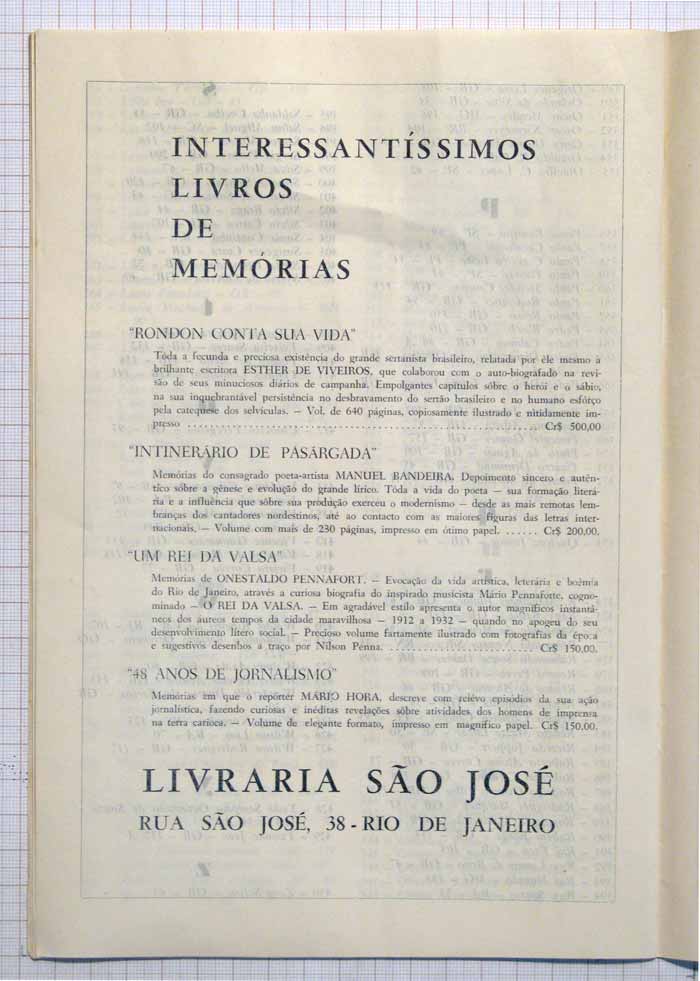 INTERESSANTÍSSIMOS
LIVROS
DE
MEMÓRIAS
"RONDON CONTA SUA VIDA"
Tôda a fecunda e preciosa existência do grande sertanista brasileiro, relatada por êle mesmo a
brilhante escritora ESTHER DE VIVEIROS, que colaborou com o auto-biografado na revi-
são de seus minuciosos diários de campanha. Empolgantes capítulos sôbre o herói e o sábio,
na sua inquebrantável persistência no desbravamento do sertão brasileiro e no humano esfôrço
pela catequese dos selvículas. — Vol. de 640 páginas, copiosamente ilustrado e nitidamente im-
presso ........................................................ Cr$ 500,00
"INTINERÁRIO DE PASÁRGADA"
Memórias do consagrado poeta-artista MANUEL BANDEIRA. Depoimento sincero e autên-
tico sôbre a gênese e evolução do grande lírico. Tôda a vida do poeta — sua formação literá-
ria e a influência que sôbre sua produção exerceu o modernismo — desde as mais remotas lem-
branças dos cantadores nordestinos, até ao contacto com as maiores figuras das letras inter-
nacionais. — Volume com mais de 230 páginas, impresso em ótimo papel. ...... Cr$ 200,00.
"UM REI DA VALSA"
Memórias de ONESTALDO PENNAFORT. — Evocação da vida artística, leterária e boêmia
do Rio de Janeiro, através a curiosa biografia do inspirado musicista Mário Pennaforte, cogno-
minado — O REI DA VALSA. — Em agradável estilo apresenta o autor magníficos instantâ-
neos dos áureos tempos da cidade maravilhosa — 1912 a 1932 — quando no apogeu do seu
desenvolvimento lítero social. — Precioso volume fartamente ilustrado com fotografias da época
e sugestivos desenhos a traço por Nilson Penna. ......................... Cr$ 150,00.
"48 ANOS DE JORNALISMO"
Memórias em que o repórter MÁRIO HORA, descreve com relêvo episódios da sua ação
jornalística, fazendo curiosas e inéditas revelações sôbre atividades dos homens de imprensa
na terra carioca. — Volume de elegante formato, impresso em magnífico papel. Cr$ 150,00.
LIVRARIA SÃO JOSÉ
RUA SÃO JOSÉ, 38 - RIO DE JANEIRO